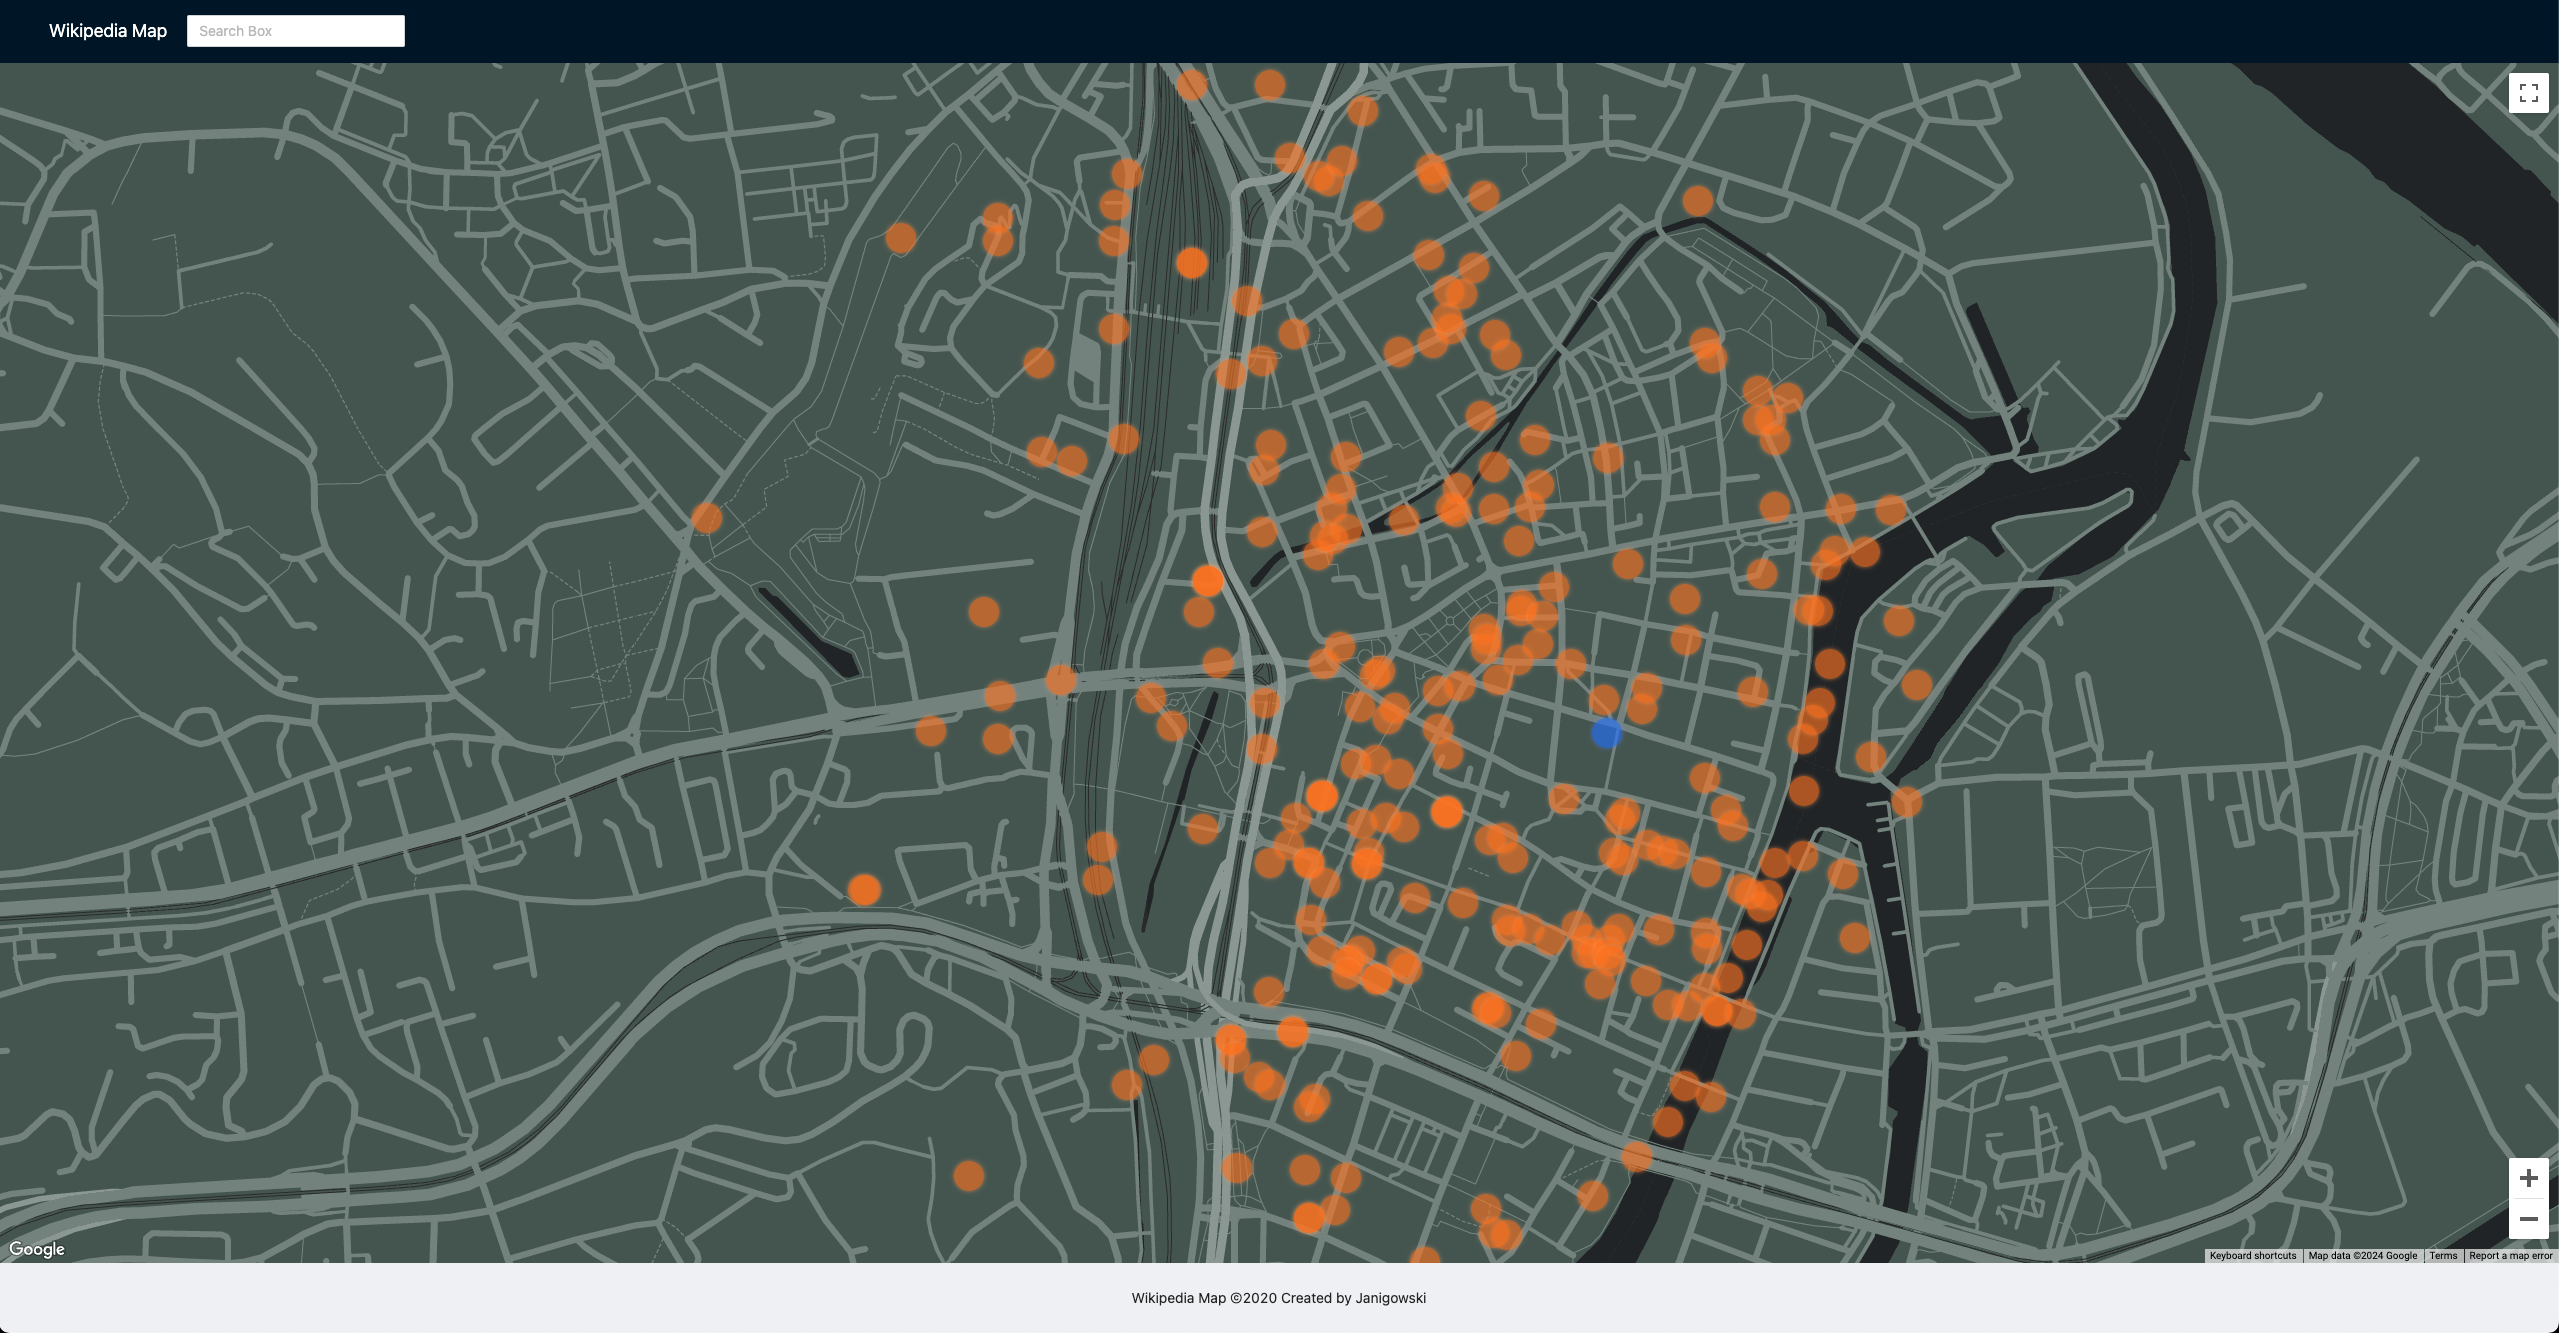 Wikipedia Map
Search Box
Google
Keyboard shortcuts
Map data ©2024 Google
Terms
Report a map error
Wikipedia Map ©2020 Created by Janigowski